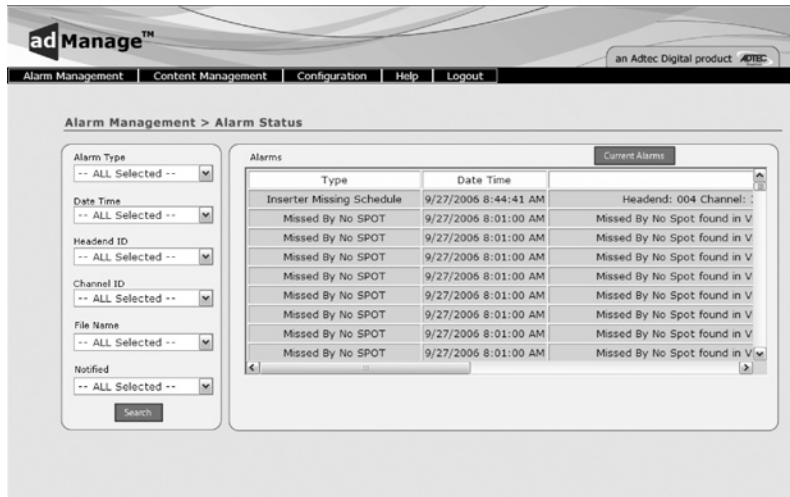 ad Manage™
an Adtec Digital product ADTEC
Alarm Management Content Management Configuration Help Logout
Alarm Management > Alarm Status
Alarm Type
-- ALL Selected --
Date Time
-- ALL Selected --
Headend ID
-- ALL Selected --
Channel ID
-- ALL Selected --
File Name
-- ALL Selected --
Notified
-- ALL Selected --
Search
Alarms Current Alarms
Type Date Time
Inserter Missing Schedule 9/27/2006 8:44:41 AM Headend: 004 Channel:
Missed By No SPOT 9/27/2006 8:01:00 AM Missed By No Spot found in V
Missed By No SPOT 9/27/2006 8:01:00 AM Missed By No Spot found in V
Missed By No SPOT 9/27/2006 8:01:00 AM Missed By No Spot found in V
Missed By No SPOT 9/27/2006 8:01:00 AM Missed By No Spot found in V
Missed By No SPOT 9/27/2006 8:01:00 AM Missed By No Spot found in V
Missed By No SPOT 9/27/2006 8:01:00 AM Missed By No Spot found in V
Missed By No SPOT 9/27/2006 8:01:00 AM Missed By No Spot found in V
Missed By No SPOT 9/27/2006 8:01:00 AM Missed By No Spot found in V